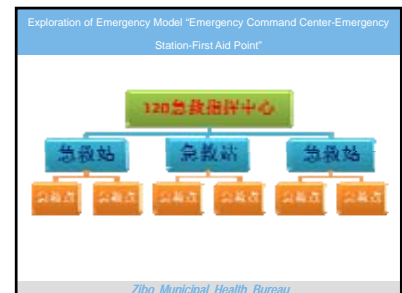 Exploration of Emergency Model "Emergency Command Center-Emergency
Station-First Aid Point"
120急救指挥中心
急救站 急救站 急救站
Zibo Municipal Health Bureau